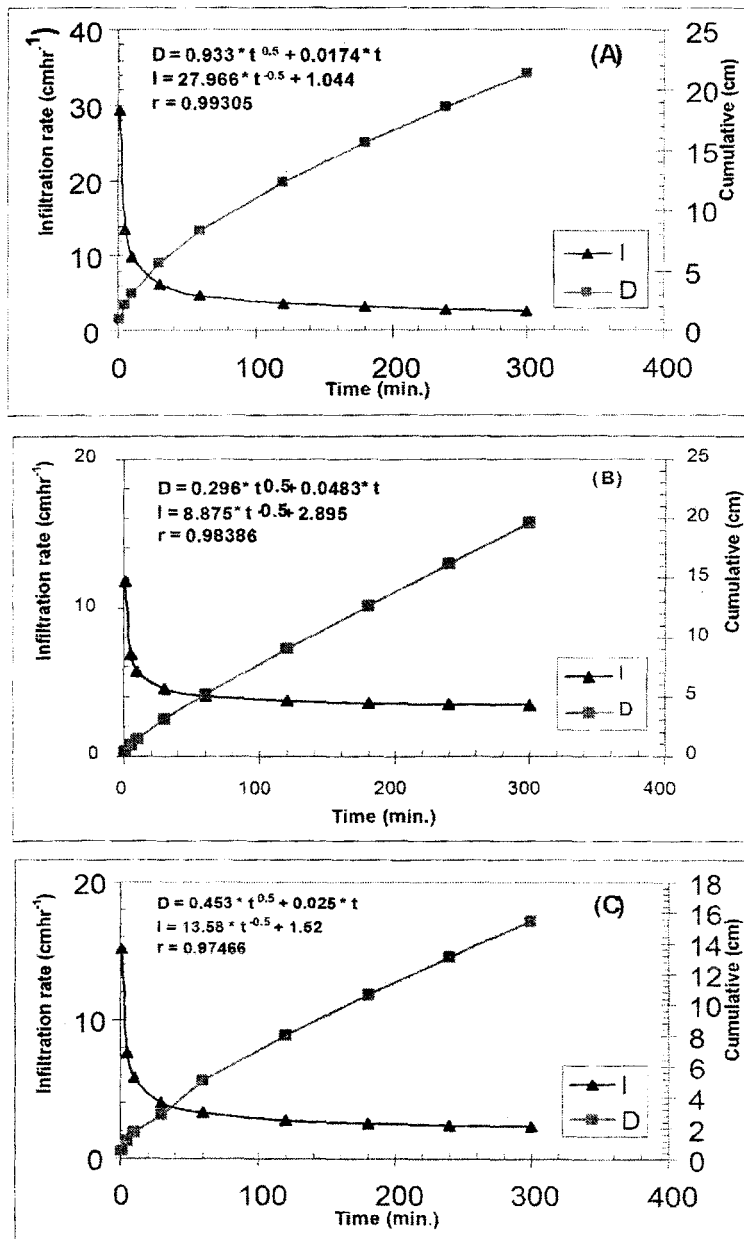 (A)
D = 0.933* t 0.5 + 0.0174* t
I = 27.966* t -0.5 + 1.044
r = 0.99305
Infiltration rate (cmhr-1)
Cumulative (cm)
40
30
20
10
0
25
20
15
10
5
0
I
D
0 100 200 300 400
Time (min.)
(B)
D = 0.296* t0.5+ 0.0483* t
I = 8.875* t-0.5+ 2.895
r = 0.98386
Infiltration rate (cmhr-1)
Cumulative (cm)
20
10
0
25
20
15
10
5
0
I
D
0 100 200 300 400
Time (min.)
(C)
D = 0.453 * t0.5 + 0.025 * t
I = 13.58 * t-0.5 + 1.52
r = 0.97466
Infiltration rate (cmhr-1)
Cumulative (cm)
20
10
0
18
16
14
12
10
8
6
4
2
0
I
D
0 100 200 300 400
Time (min.)